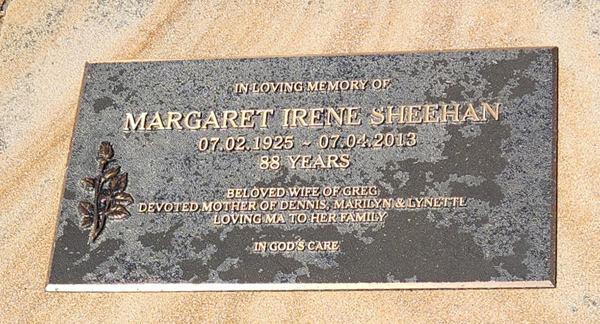 IN LOVING MEMORY OF
MARGARET IRENE SHEEHAN
07.02.1925 ~ 07.04.2013
88 YEARS
BELOVED WIFE OF GREG,
DEVOTED MOTHER OF DENNIS, MARILYN & LYNETTE
LOVING MA TO HER FAMILY
IN GOD'S CARE